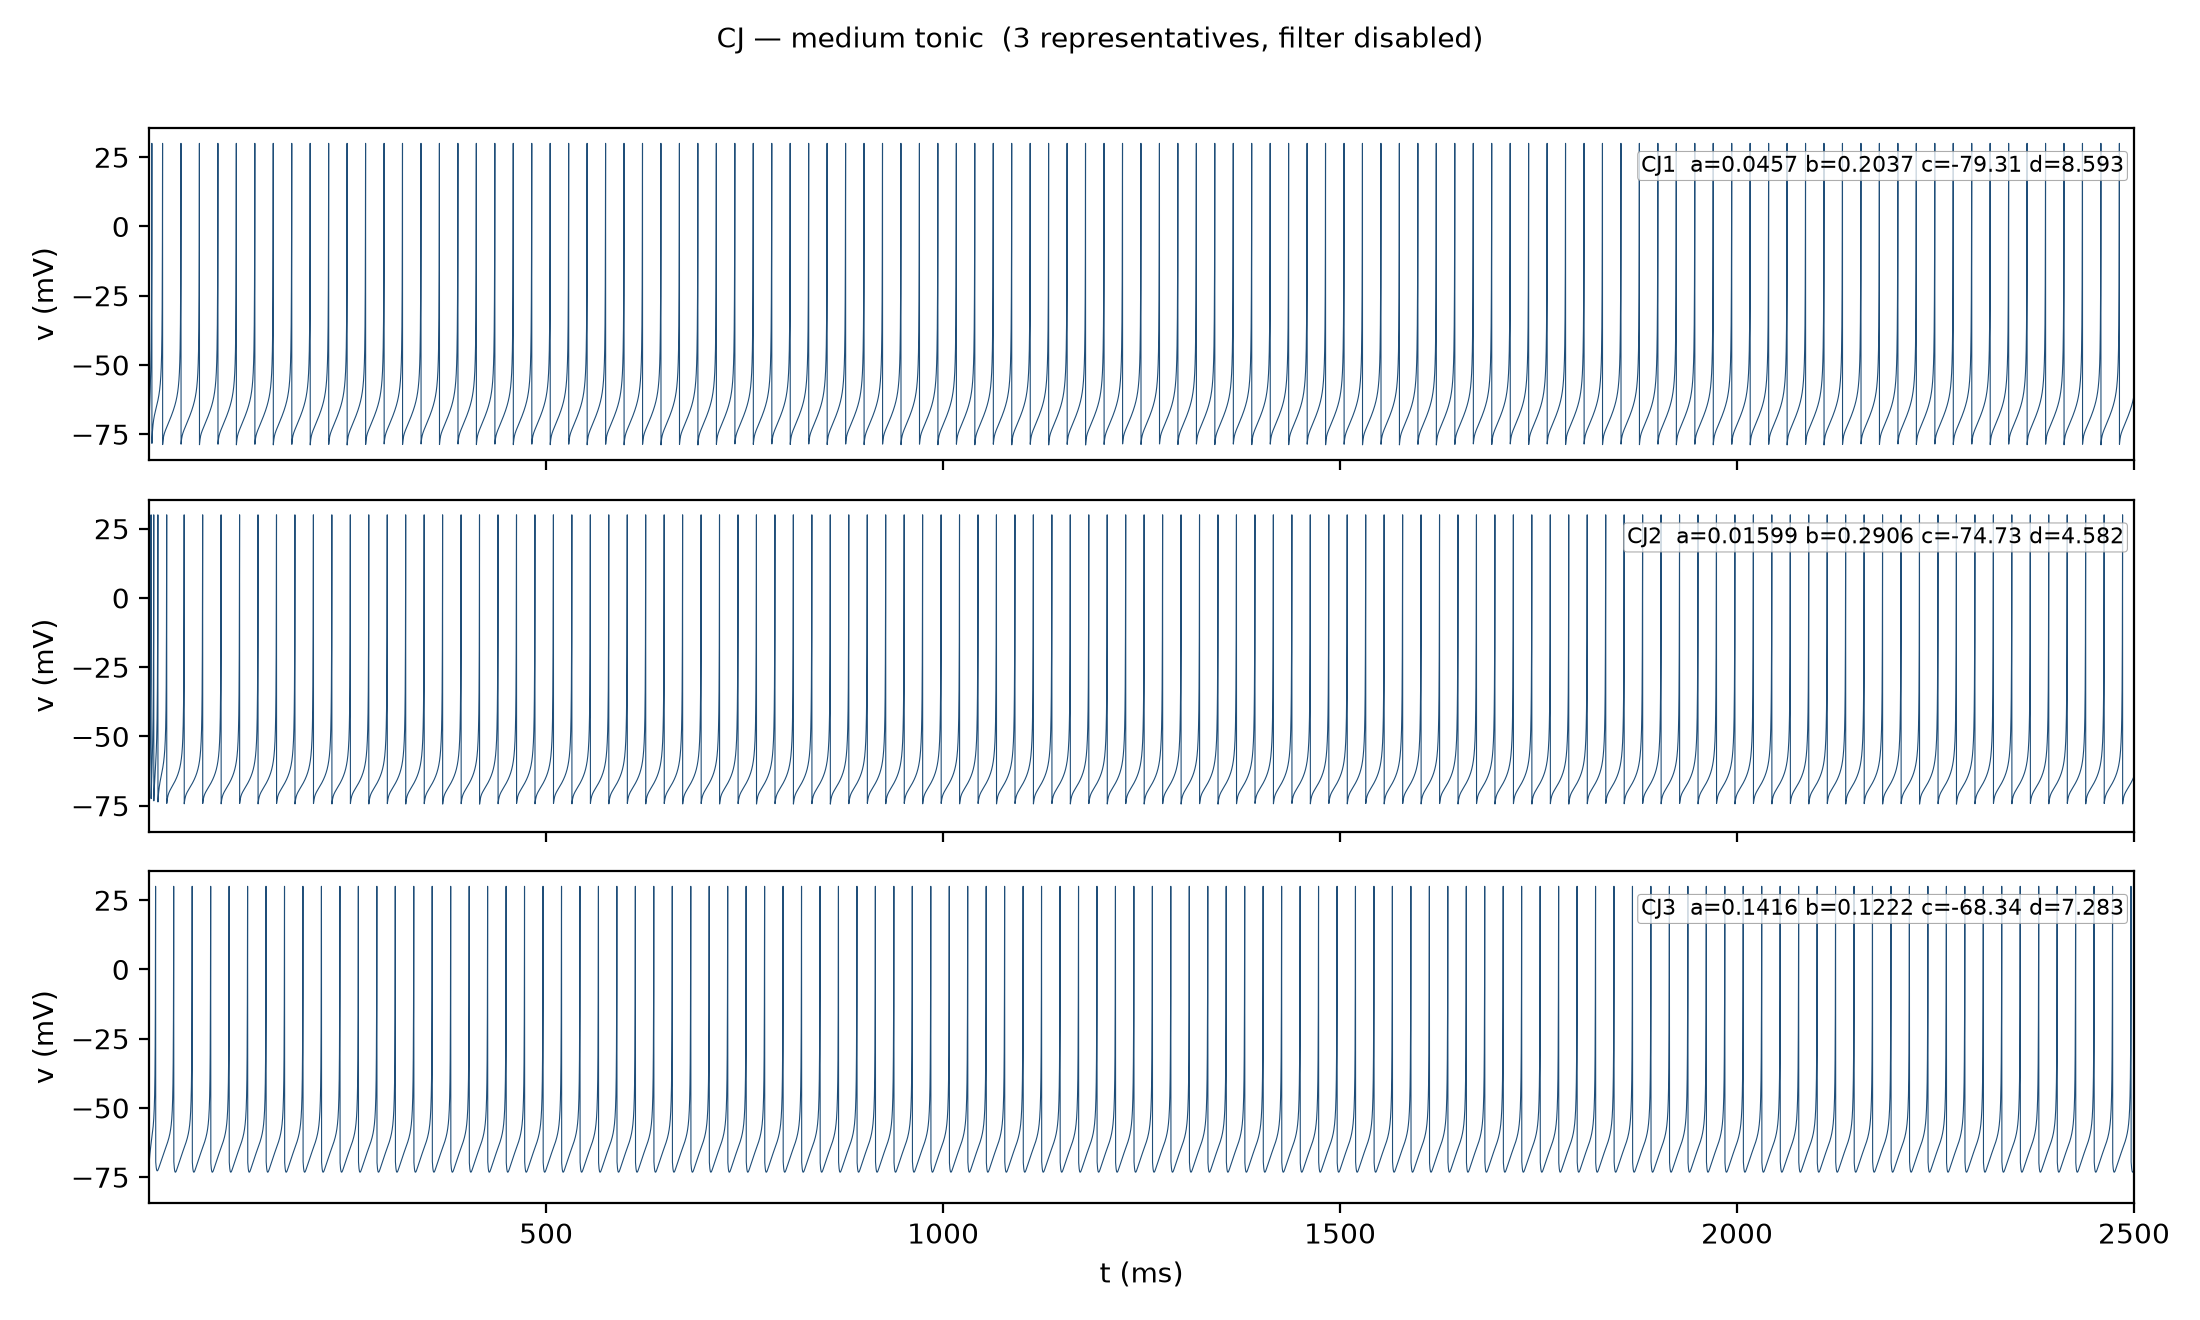 CJ — medium tonic  (3 representatives, filter disabled)
v (mV)
25
0
−25
−50
−75
CJ1  a=0.0457 b=0.2037 c=-79.31 d=8.593
v (mV)
25
0
−25
−50
−75
CJ2  a=0.01599 b=0.2906 c=-74.73 d=4.582
v (mV)
25
0
−25
−50
−75
CJ3  a=0.1416 b=0.1222 c=-68.34 d=7.283
500 1000 1500 2000 2500
t (ms)